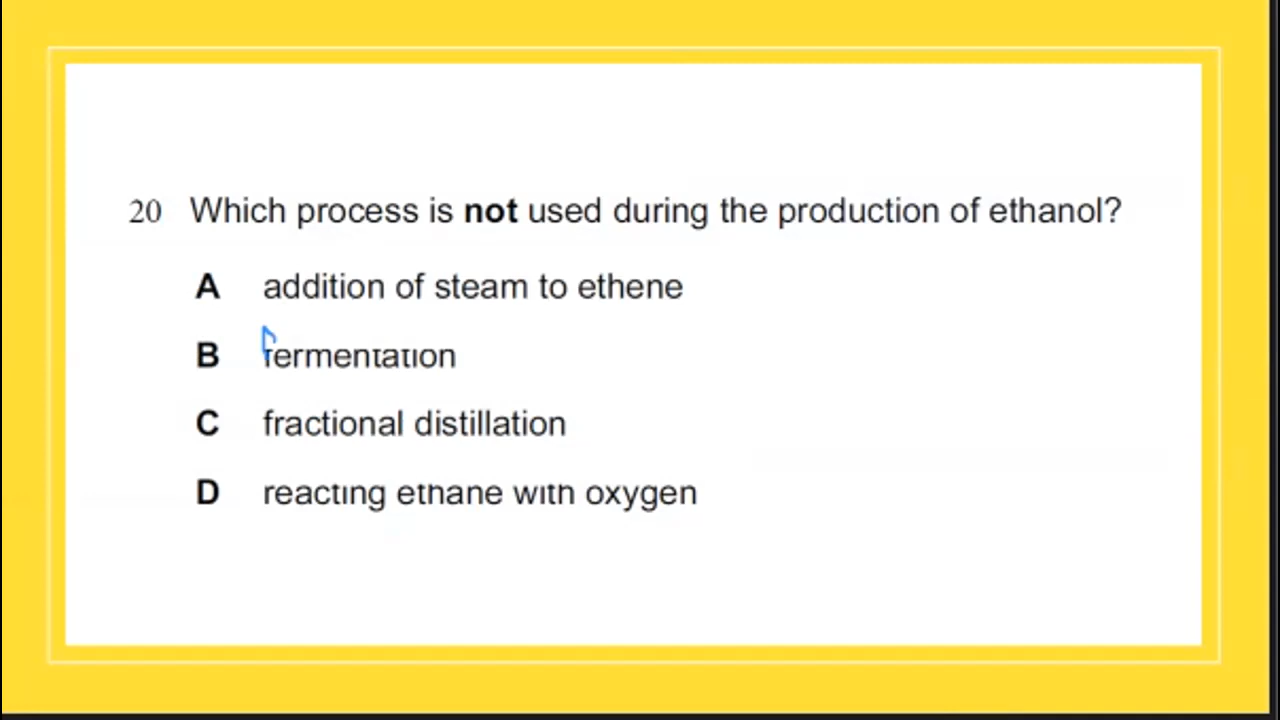 20 Which process is not used during the production of ethanol?
A addition of steam to ethene
B fermentation
C fractional distillation
D reacting ethane with oxygen